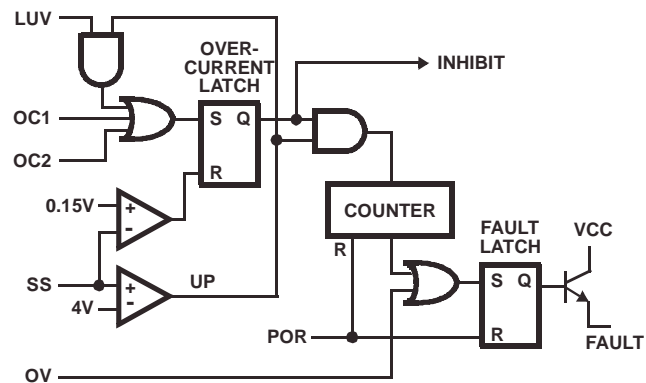 LUV
OVER-
CURRENT
LATCH
INHIBIT
OC1
S Q
OC2
R
0.15V
+
-
COUNTER
FAULT
LATCH
VCC
R
SS
+
-
4V
UP
S Q
POR
R
FAULT
OV